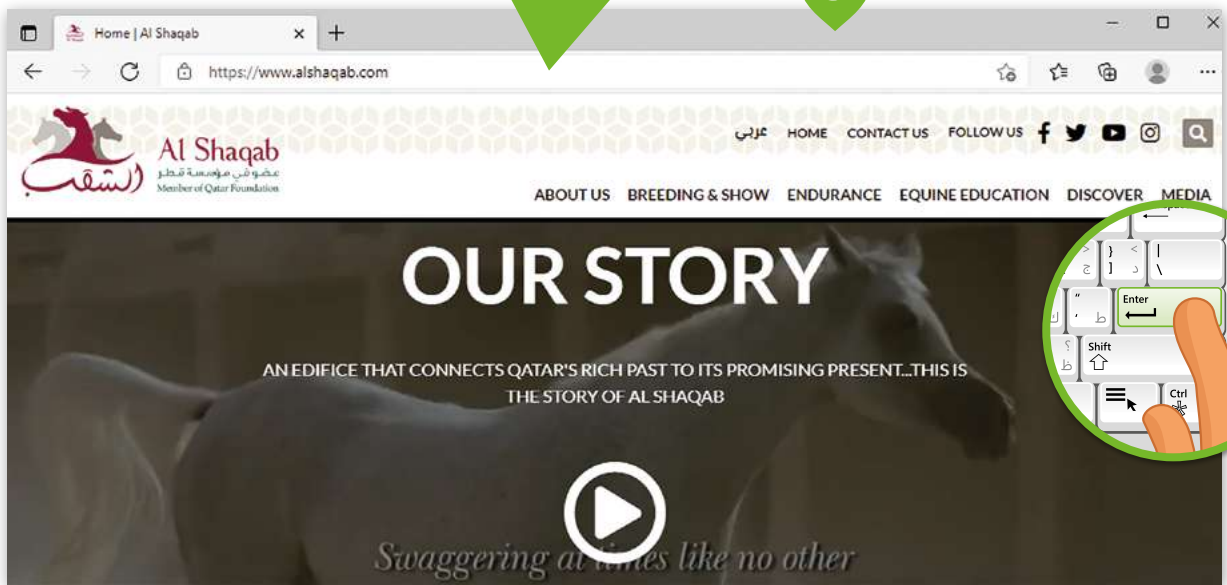 Home | Al Shaqab
https://www.alshaqab.com
عربي HOME CONTACT US FOLLOW US
Al Shaqab
عضو في مؤسسة قطر
Member of Qatar Foundation
الشقب
ABOUT US BREEDING & SHOW ENDURANCE EQUINE EDUCATION DISCOVER MEDIA
OUR STORY
AN EDIFICE THAT CONNECTS QATAR'S RICH PAST TO ITS PROMISING PRESENT...THIS IS
THE STORY OF AL SHAQAB
Swaggering at times like no other
> } < |
ج ] د \
" Enter
ك ' ط
؟ Shift
ظ
Ctrl